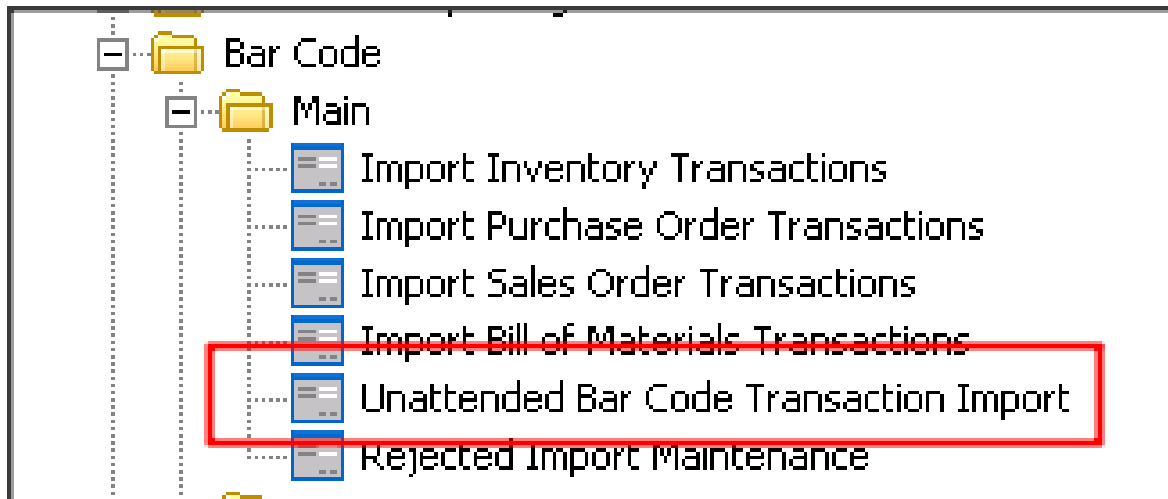 Bar Code
Main
Import Inventory Transactions
Import Purchase Order Transactions
Import Sales Order Transactions
Import Bill of Materials Transactions
Unattended Bar Code Transaction Import
Rejected Import Maintenance